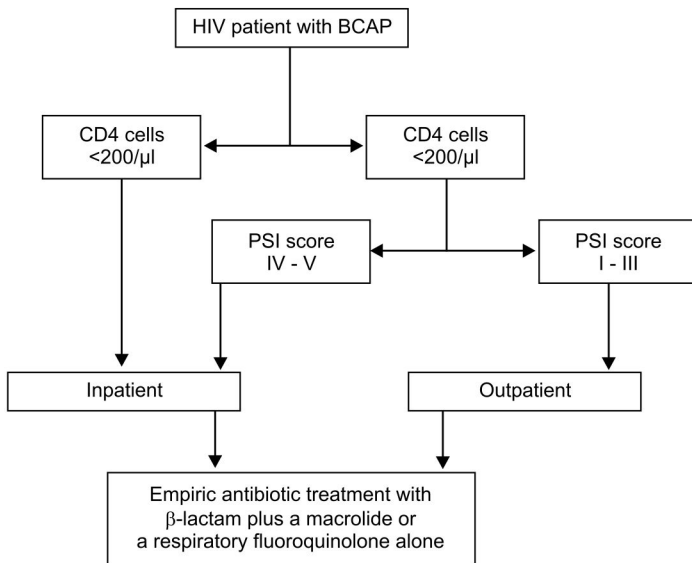 HIV patient with BCAP
CD4 cells
<200/µl
CD4 cells
<200/µl
PSI score
IV - V
PSI score
I - III
Inpatient
Outpatient
Empiric antibiotic treatment with
β-lactam plus a macrolide or
a respiratory fluoroquinolone alone